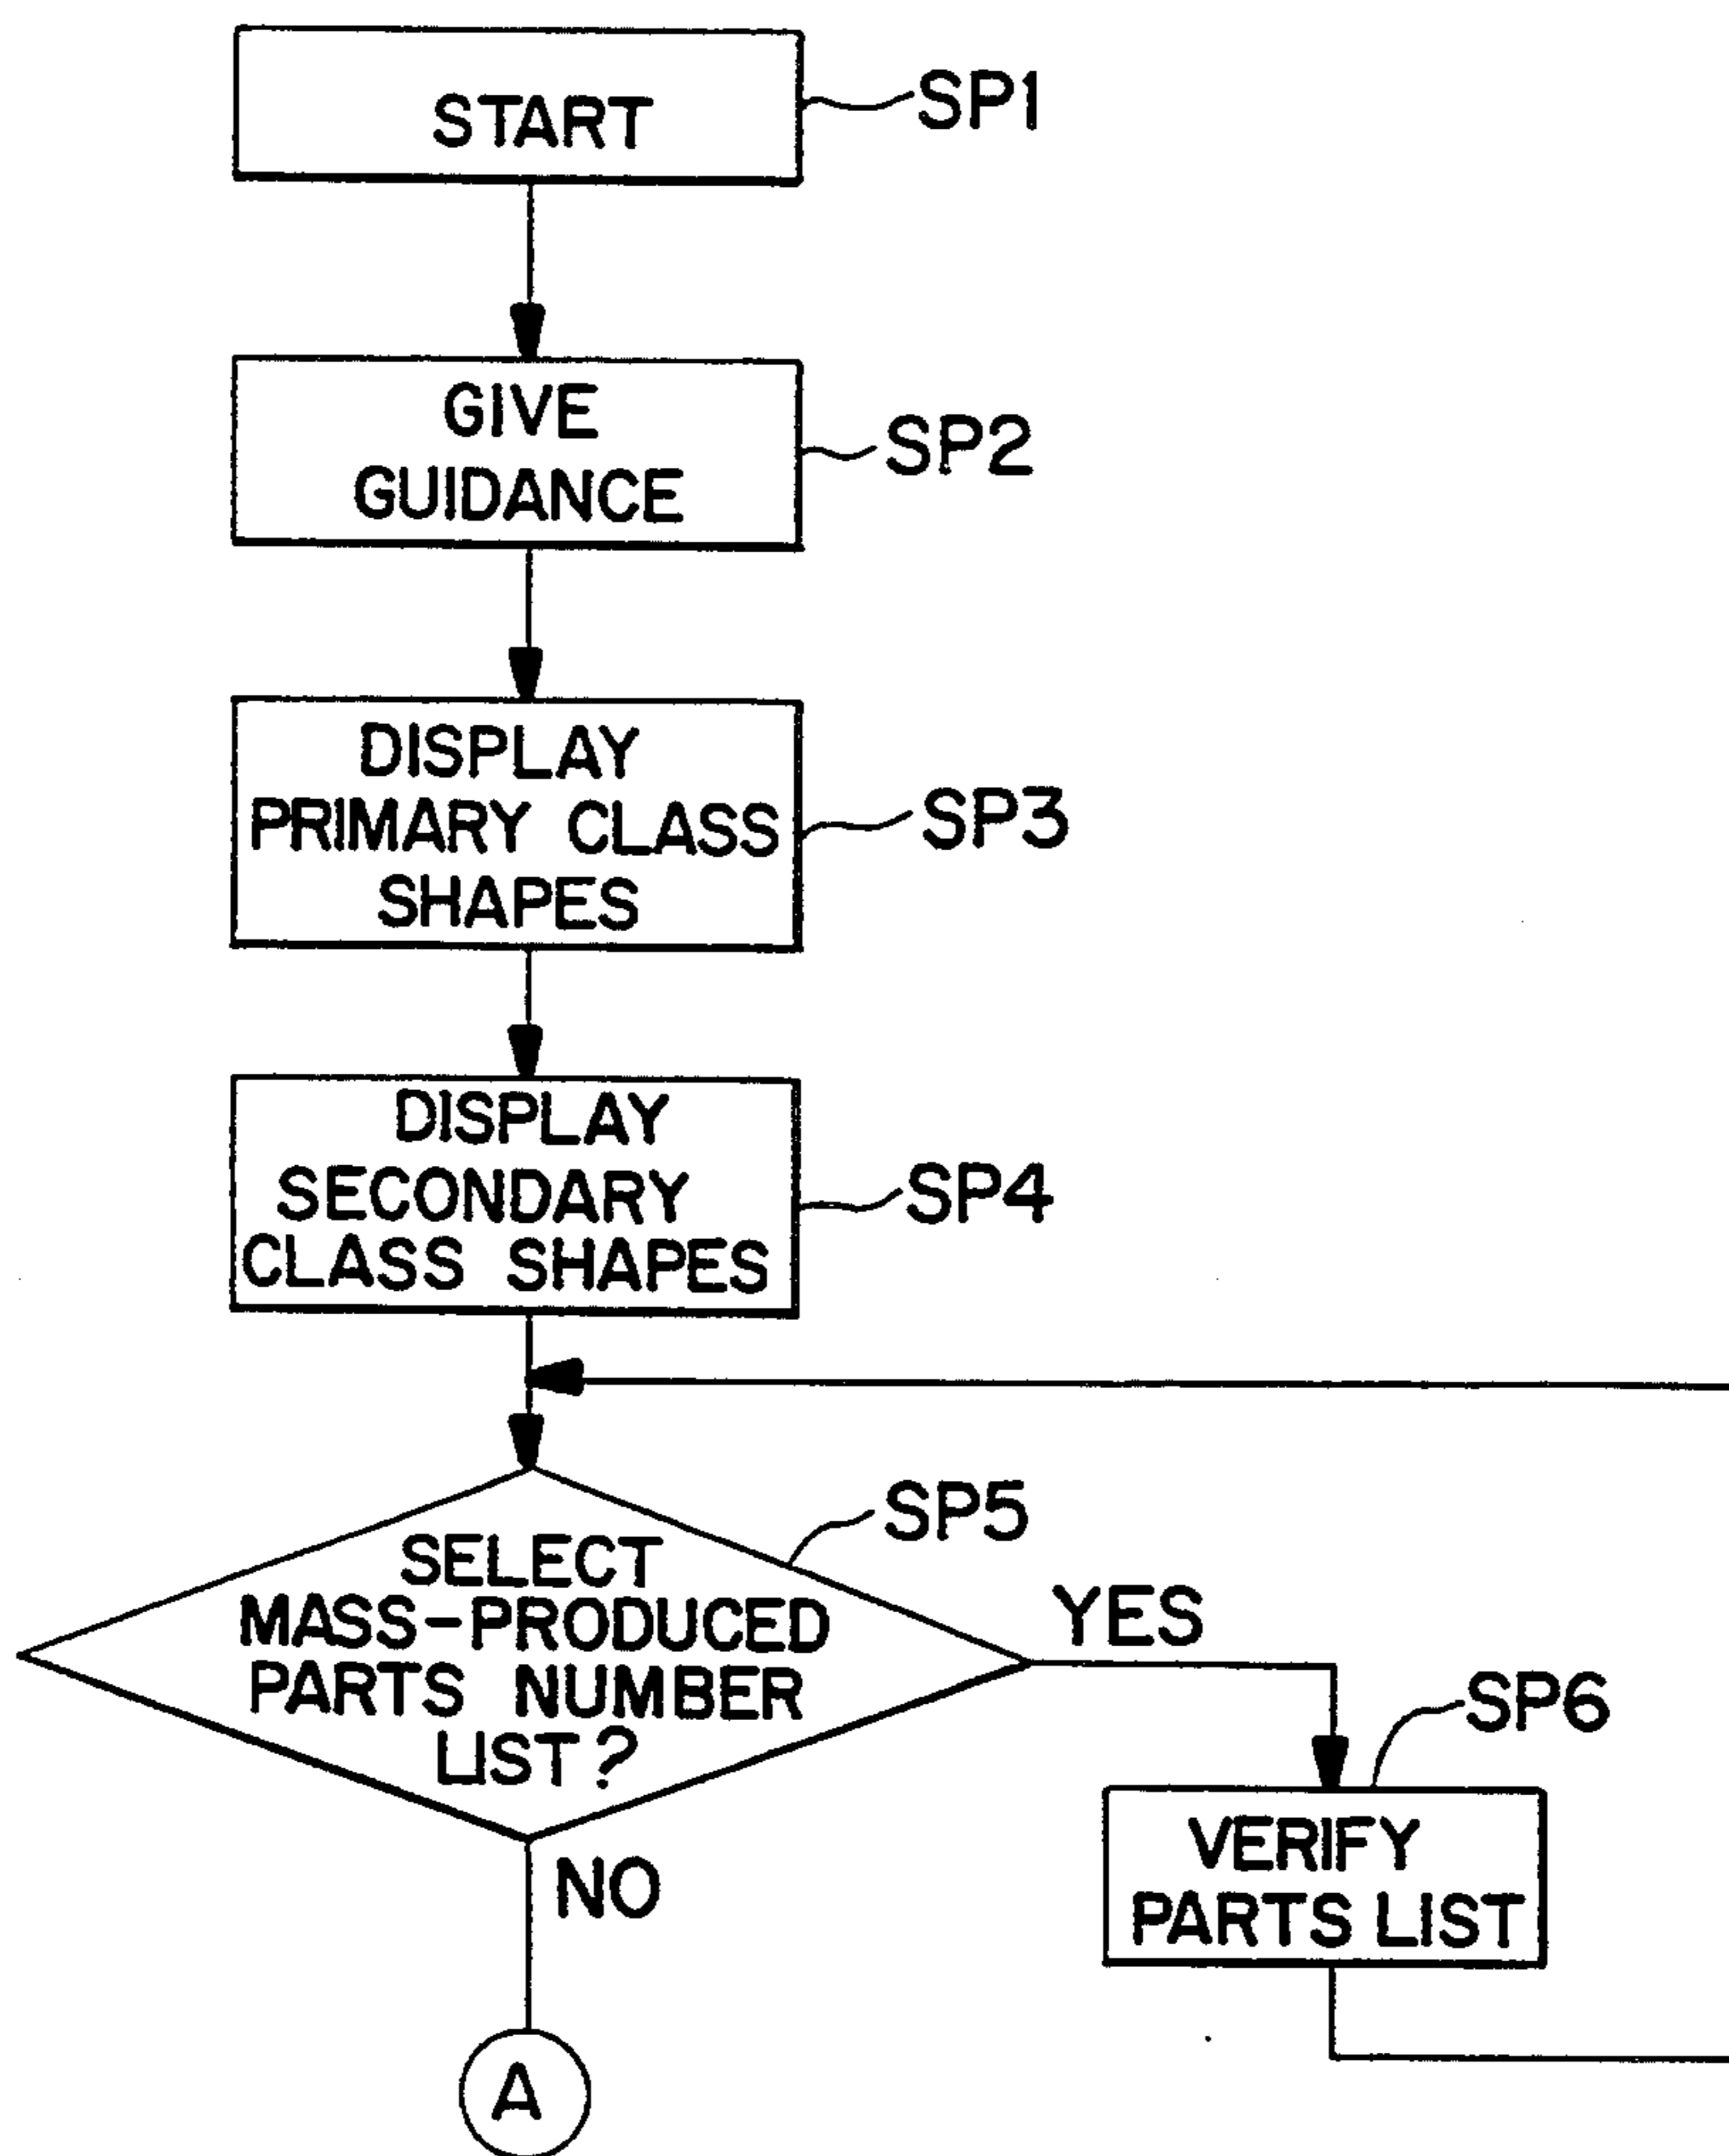 START
SP1
GIVE
GUIDANCE
SP2
DISPLAY
PRIMARY CLASS
SHAPES
SP3
DISPLAY
SECONDARY
CLASS SHAPES
SP4
SELECT
MASS-PRODUCED
PARTS NUMBER
LIST?
SP5
YES
NO
SP6
VERIFY
PARTS LIST
A